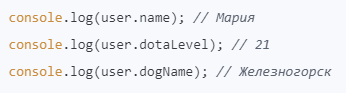 console.log(user.name); // Мария
console.log(user.dotaLevel); // 21
console.log(user.dogName); // Железногорск